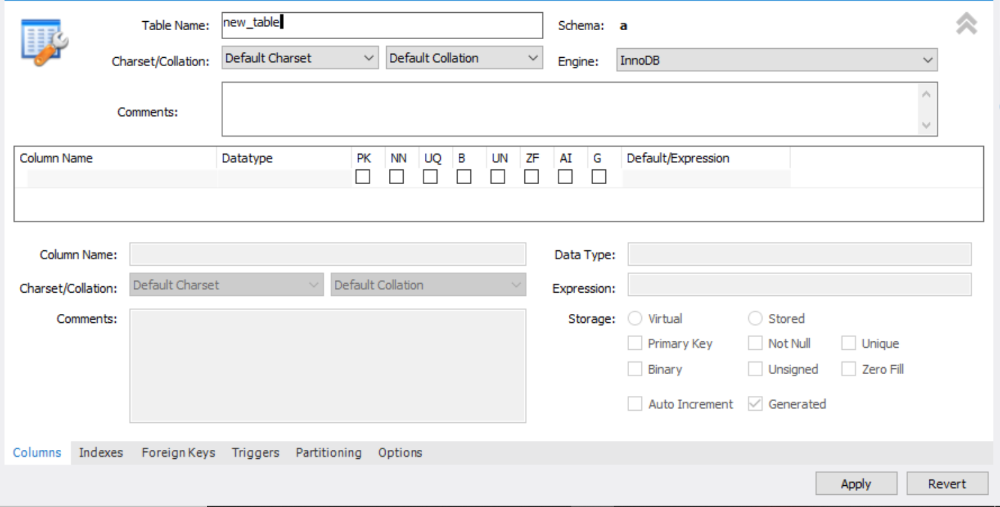 Table Name: new_table Schema: a
Charset/Collation: Default Charset Default Collation Engine: InnoDB
Comments:
Column Name Datatype PK NN UQ B UN ZF AI G Default/Expression
Column Name: Data Type:
Charset/Collation: Default Charset Default Collation Expression:
Comments: Storage: Virtual Stored
Primary Key Not Null Unique
Binary Unsigned Zero Fill
Auto Increment Generated
Columns Indexes Foreign Keys Triggers Partitioning Options
Apply Revert